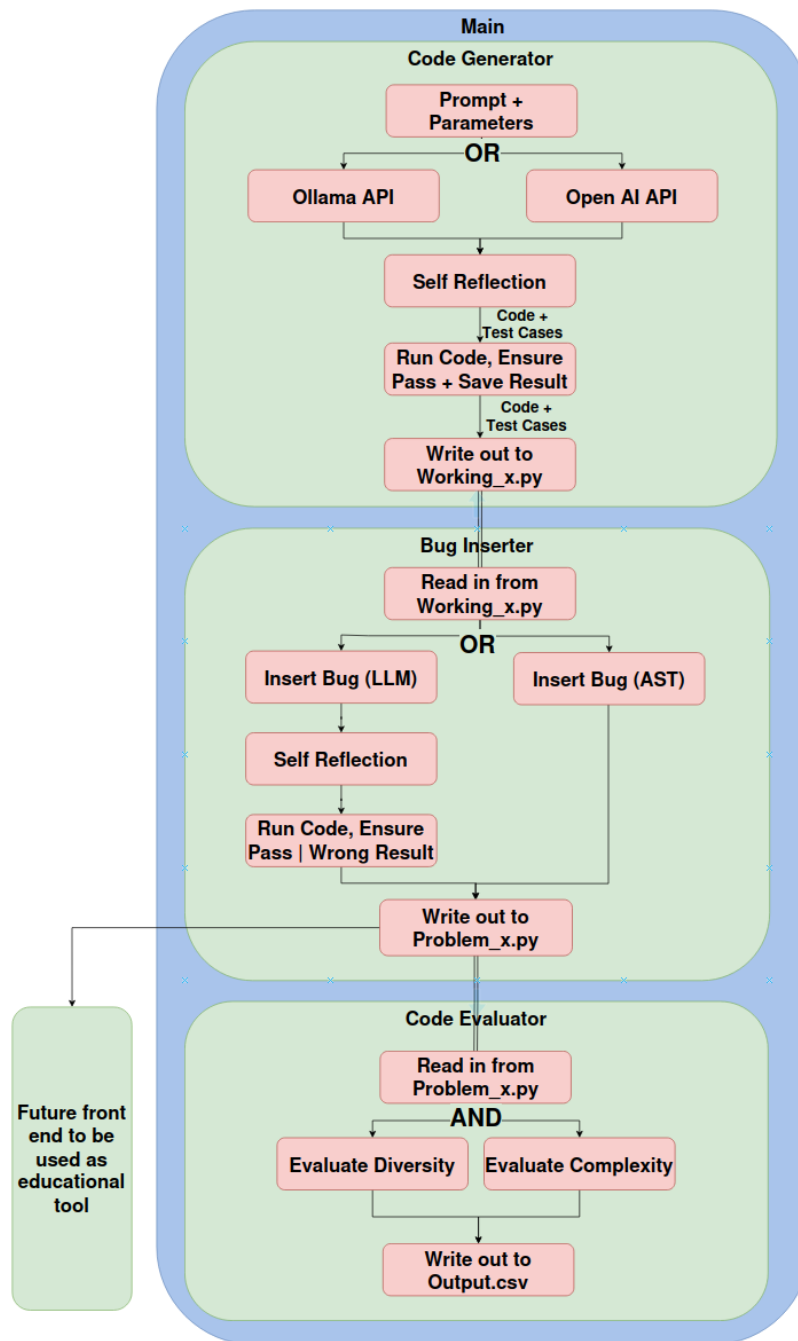 Main
Code Generator
Prompt +
Parameters
OR
Ollama API
Open AI API
Self Reflection
Code +
Test Cases
Run Code, Ensure
Pass + Save Result
Code +
Test Cases
Write out to
Working_x.py
Bug Inserter
Read in from
Working_x.py
OR
Insert Bug (LLM)
Insert Bug (AST)
Self Reflection
Run Code, Ensure
Pass | Wrong Result
Write out to
Problem_x.py
Future front
end to be
used as
educational
tool
Code Evaluator
Read in from
Problem_x.py
AND
Evaluate Diversity
Evaluate Complexity
Write out to
Output.csv